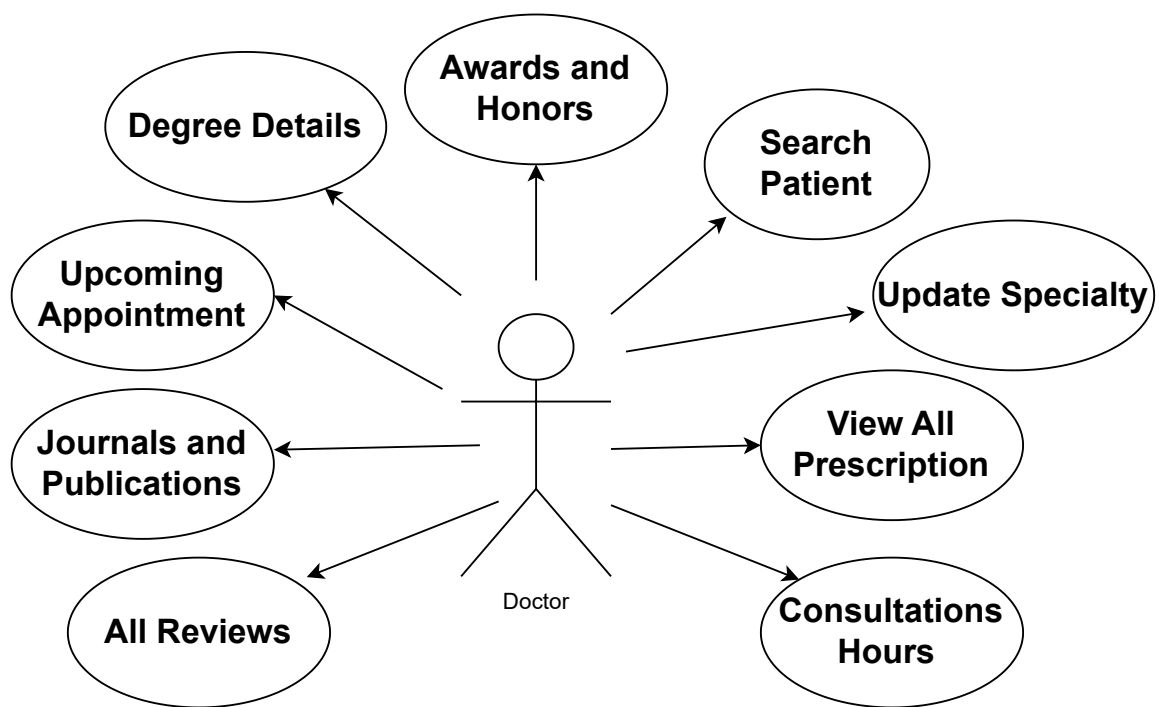 Awards and
Honors
Degree Details
Search
Patient
Upcoming
Appointment
Update Specialty
Journals and
Publications
View All
Prescription
Doctor
All Reviews
Consultations
Hours